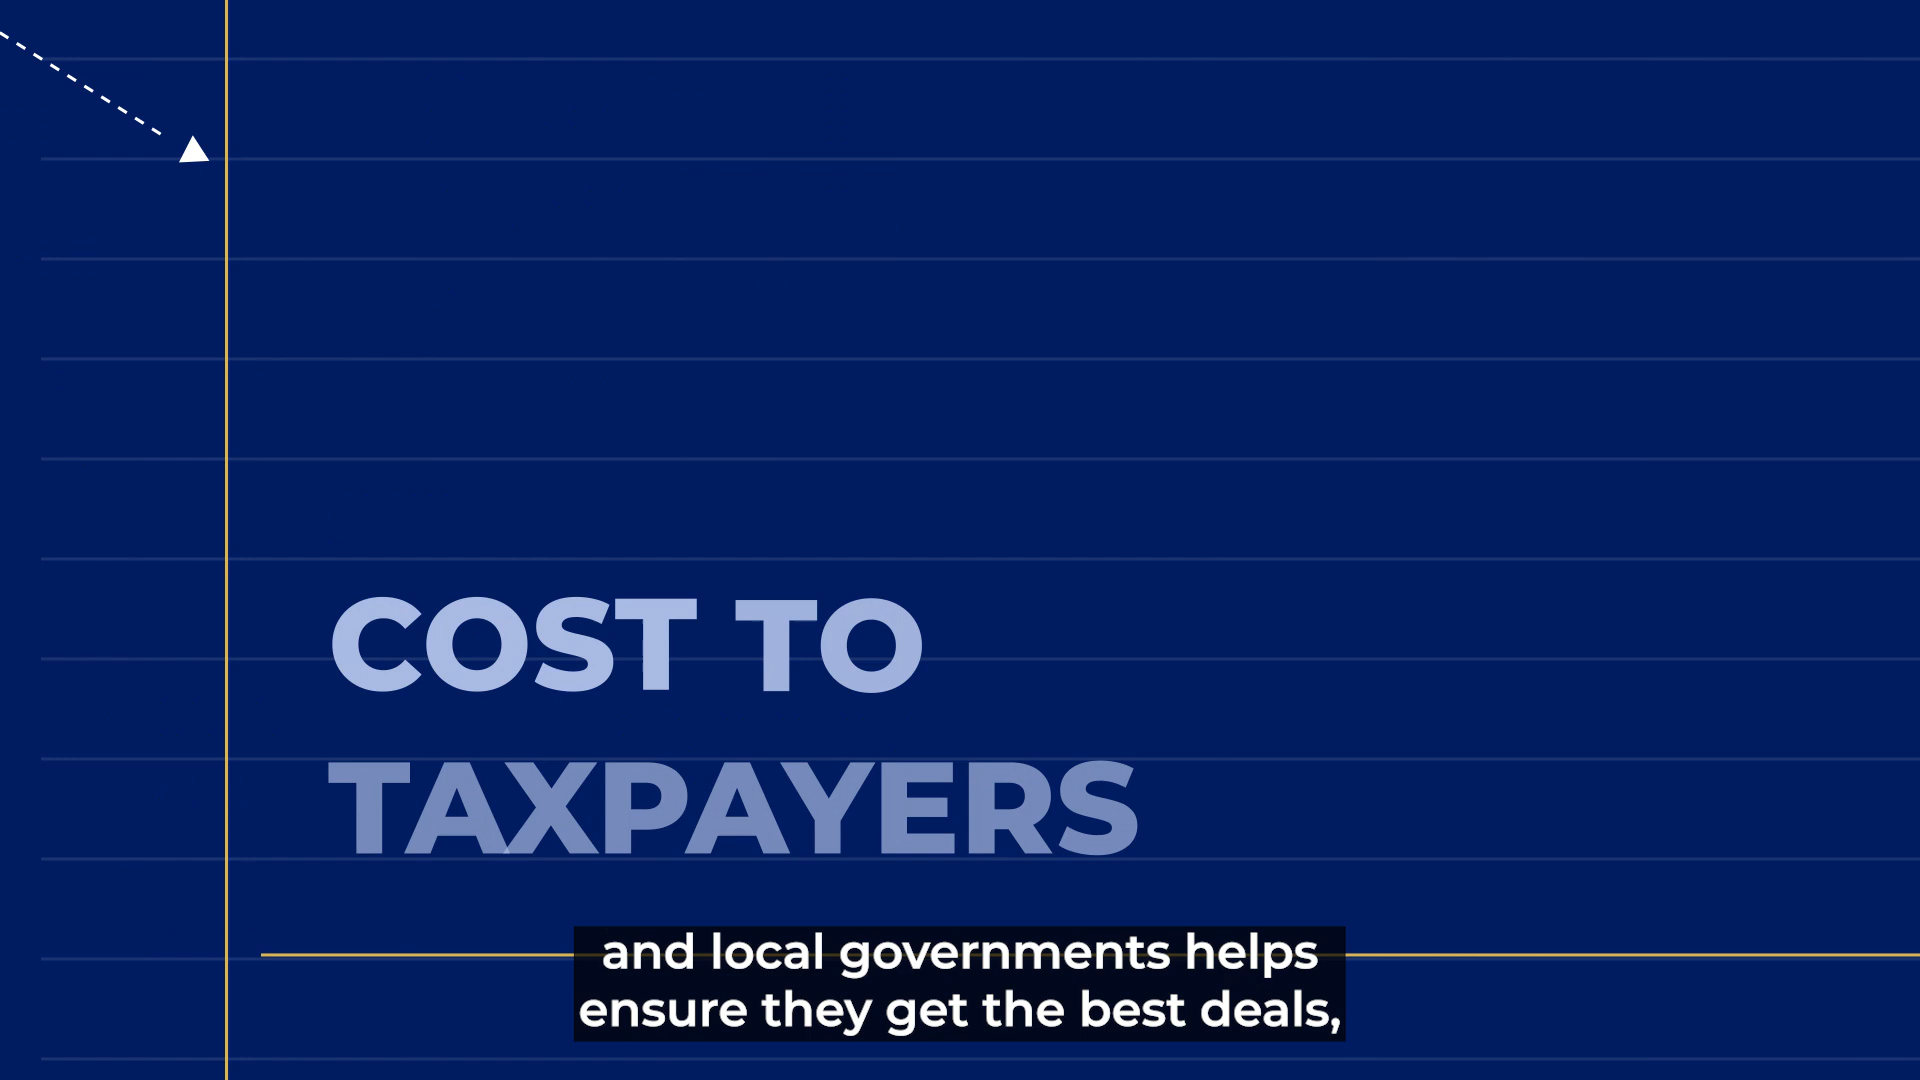 COST TO
TAXPAYERS
and local governments helps
ensure they get the best deals,